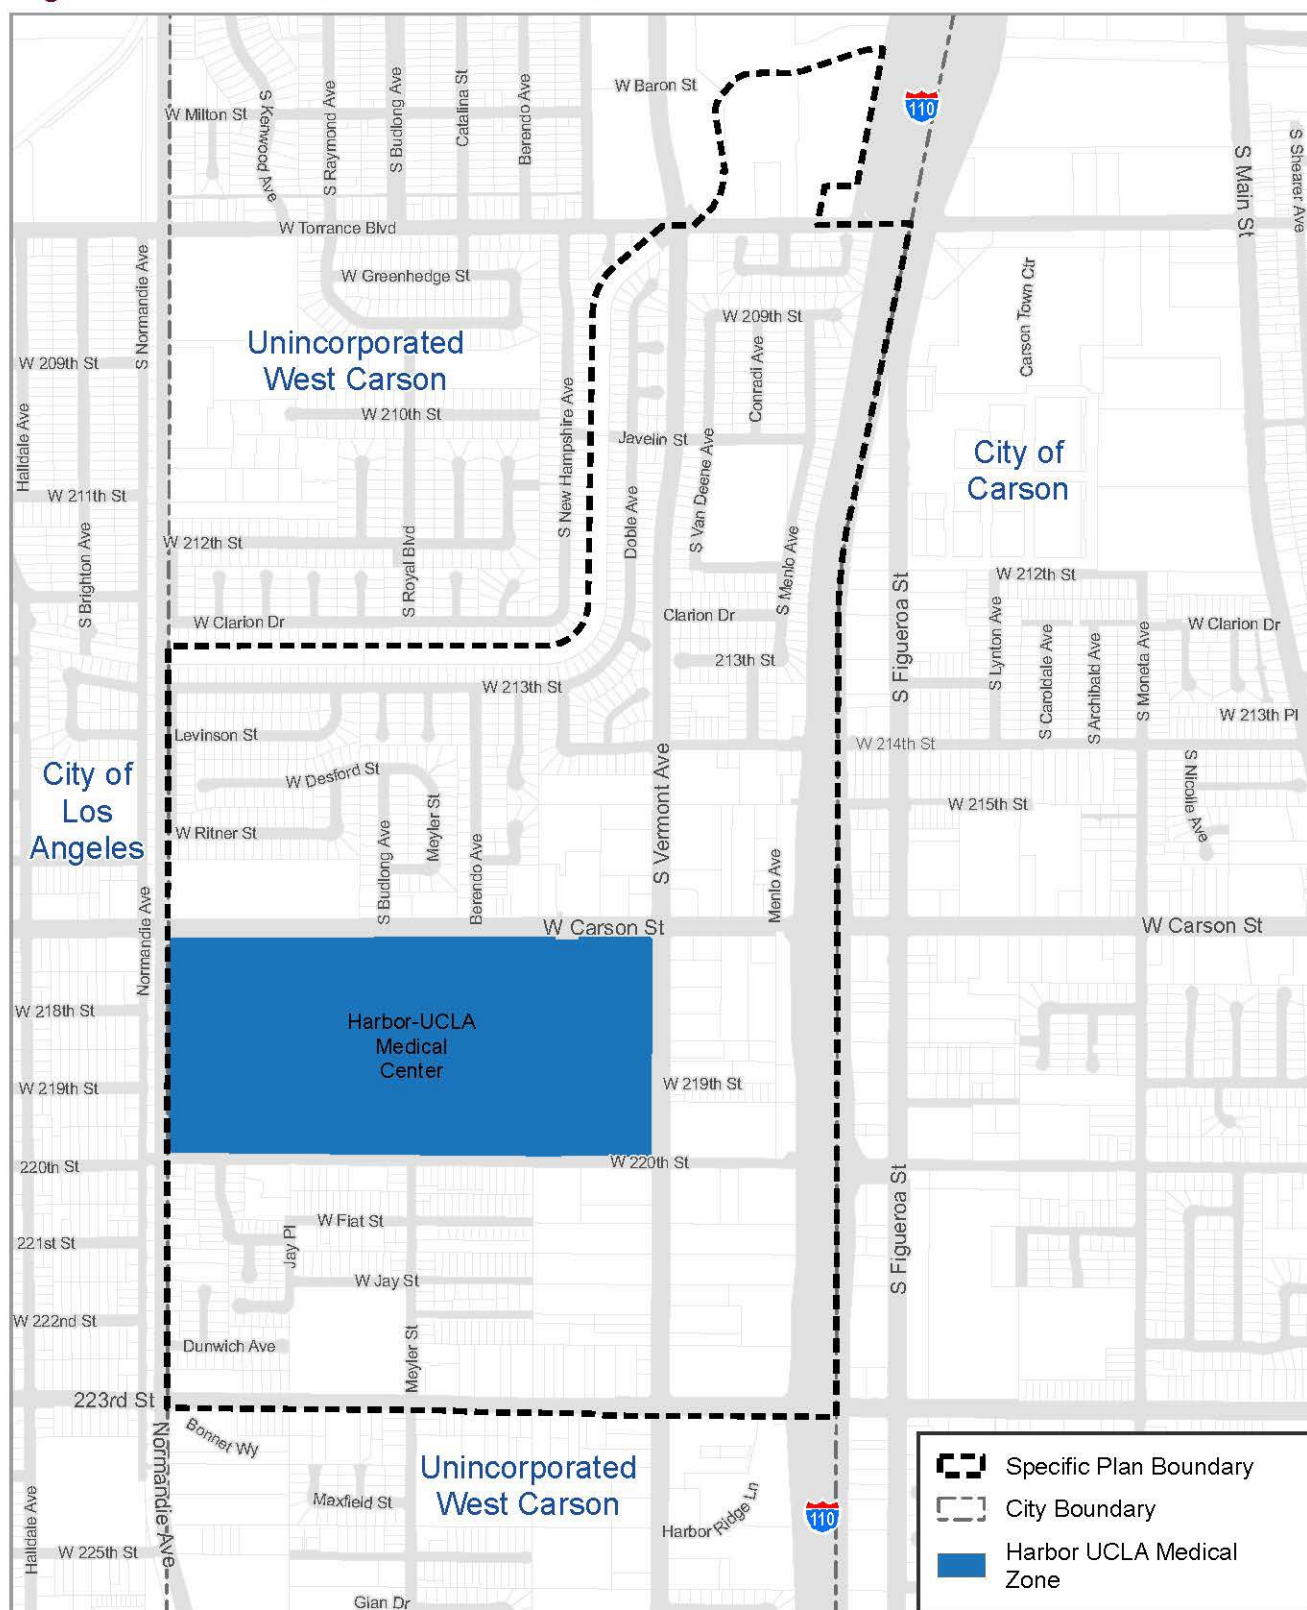 W Baron St
110
W Milton St
S Kenwood Ave
S Raymond Ave
S Budlong Ave
Catalina St
Berendo Ave
S Main St
S Shearer Ave
W Torrance Blvd
S Normandie Ave
W Greenhedge St
Carson Town Ctr
W 209th St
Unincorporated
West Carson
W 209th St
Conradi Ave
Halldale Ave
W 210th St
S New Hampshire Ave
Javelin St
City of
Carson
W 211th St
Doble Ave
S Van Deene Ave
S Menlo Ave
W 212th St
S Royal Blvd
S Brighton Ave
W 212th St
S Figueroa St
W Clarion Dr
Clarion Dr
S Lynton Ave
S Caroldale Ave
S Archibald Ave
S Moneta Ave
W Clarion Dr
W 213th St
213th St
W 213th Pl
Levinson St
W 214th St
City of
Los
Angeles
W Desford St
S Vermont Ave
S Nicolle Ave
W 215th St
W Ritner St
S Budlong Ave
Meyler St
Berendo Ave
Menlo Ave
Normandie Ave
W Carson St
W Carson St
W 218th St
Harbor-UCLA
Medical
Center
W 219th St
W 219th St
220th St
W 220th St
S Figueroa St
W Fiat St
221st St
Jay Pl
W Jay St
W 222nd St
Dunwich Ave
Meyler St
223rd St
Normandie Ave
Bonnet Wy
Unincorporated
West Carson
Maxfield St
Harbor Ridge Ln
110
Halldale Ave
W 225th St
Gian Dr
Specific Plan Boundary
City Boundary
Harbor UCLA Medical
Zone